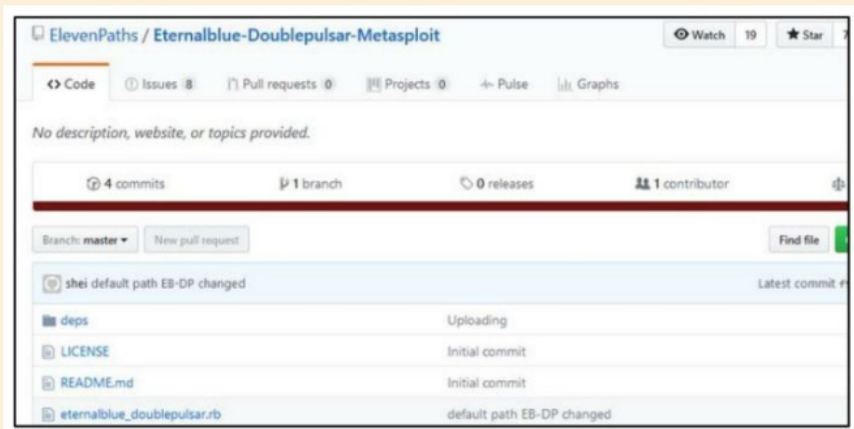 ElevenPaths / Eternalblue-Doublepulsar-Metasploit Watch 19 Star
Code Issues 8 Pull requests 0 Projects 0 Pulse Graphs
No description, website, or topics provided.
4 commits 1 branch 0 releases 1 contributor
Branch: master New pull request Find file
shei default path EB-DP changed Latest commit
deps Uploading
LICENSE Initial commit
README.md Initial commit
eternalblue_doublepulsar.rb default path EB-DP changed